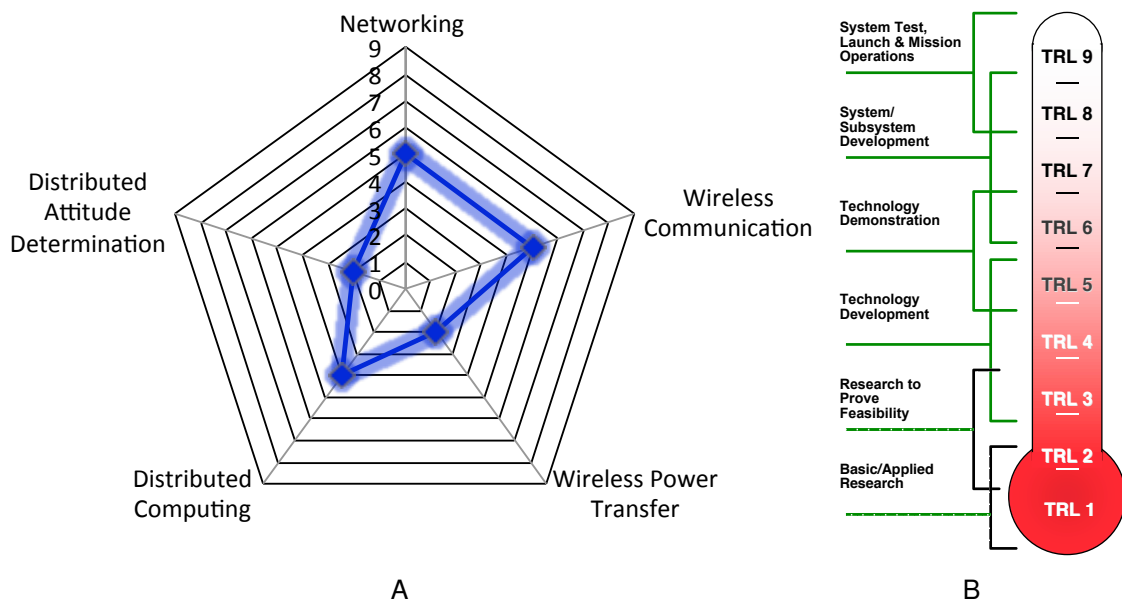 Networking
9
8
7
6
5
4
3
2
1
0
Distributed
Attitude
Determination
Wireless
Communication
Distributed
Computing
Wireless Power
Transfer
A
System Test,
Launch & Mission
Operations
System/
Subsystem
Development
Technology
Demonstration
Technology
Development
Research to
Prove
Feasibility
Basic/Applied
Research
TRL 9
TRL 8
TRL 7
TRL 6
TRL 5
TRL 4
TRL 3
TRL 2
TRL 1
B